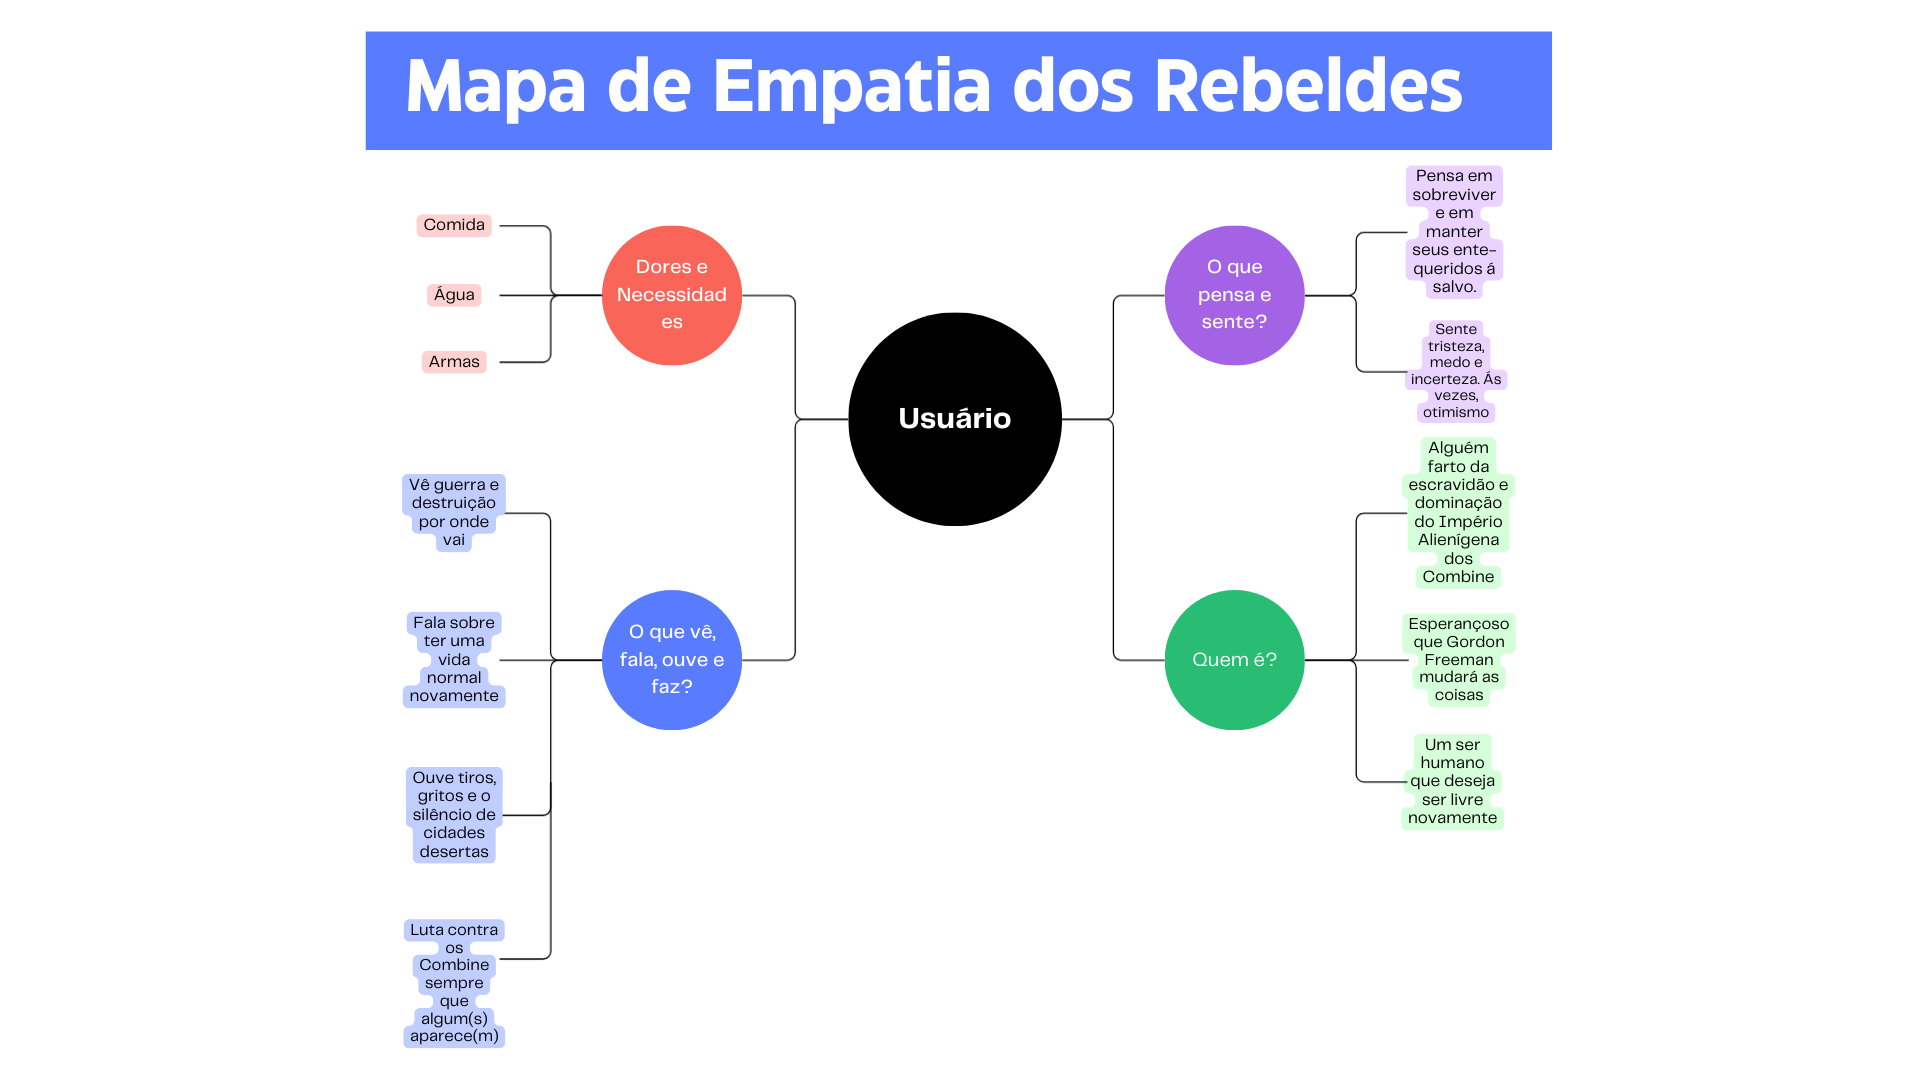 Mapa de Empatia dos Rebeldes
Comida
Água
Armas
Dores e
Necessidad
es
Vê guerra e
destruição
por onde
vai
Fala sobre
ter uma
vida
normal
novamente
Ouve tiros,
gritos e o
silêncio de
cidades
desertas
Luta contra
os
Combine
sempre
que
algum(s)
aparece(m)
O que vê,
fala, ouve e
faz?
Usuário
O que
pensa e
sente?
Pensa em
sobreviver
e em
manter
seus ente-
queridos á
salvo.
Sente
tristeza,
medo e
incerteza. Ás
vezes,
otimismo
Quem é?
Alguém
farto da
escravidão e
dominação
do Império
Alienígena
dos
Combine
Esperançoso
que Gordon
Freeman
mudará as
coisas
Um ser
humano
que deseja
ser livre
novamente